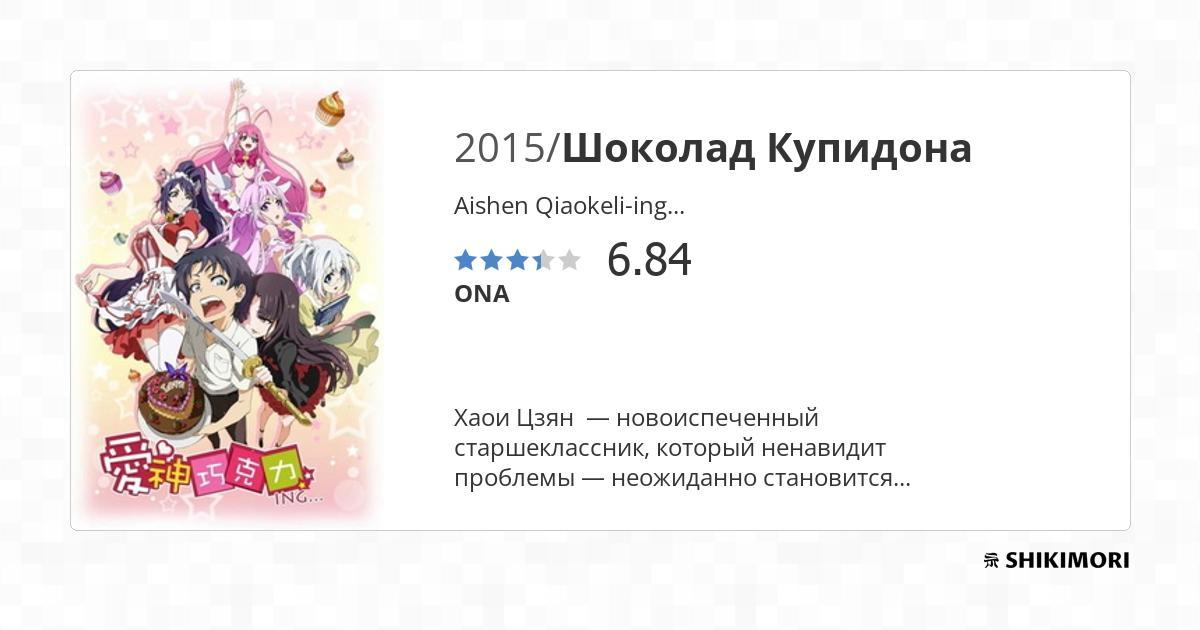 2015/Шоколад Купидона
Aishen Qiaokeli-ing...
6.84
ONA
Хаои Цзян — новоиспеченный
старшеклассник, который ненавидит
проблемы — неожиданно становится...
愛神巧克力
ING...
SHIKIMORI